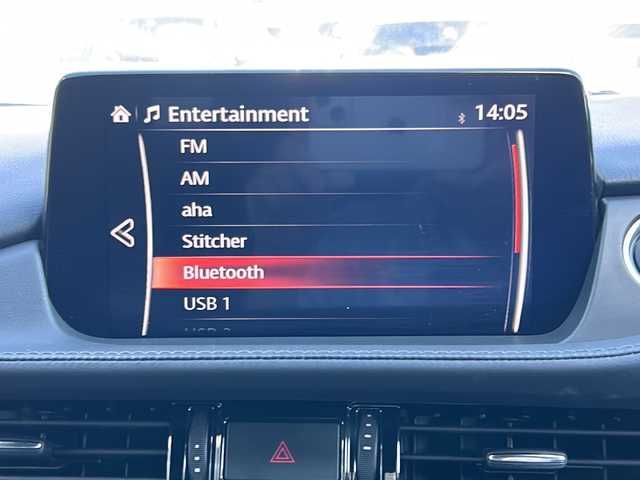 Entertainment 14:05
FM
AM
aha
Stitcher
Bluetooth
USB 1